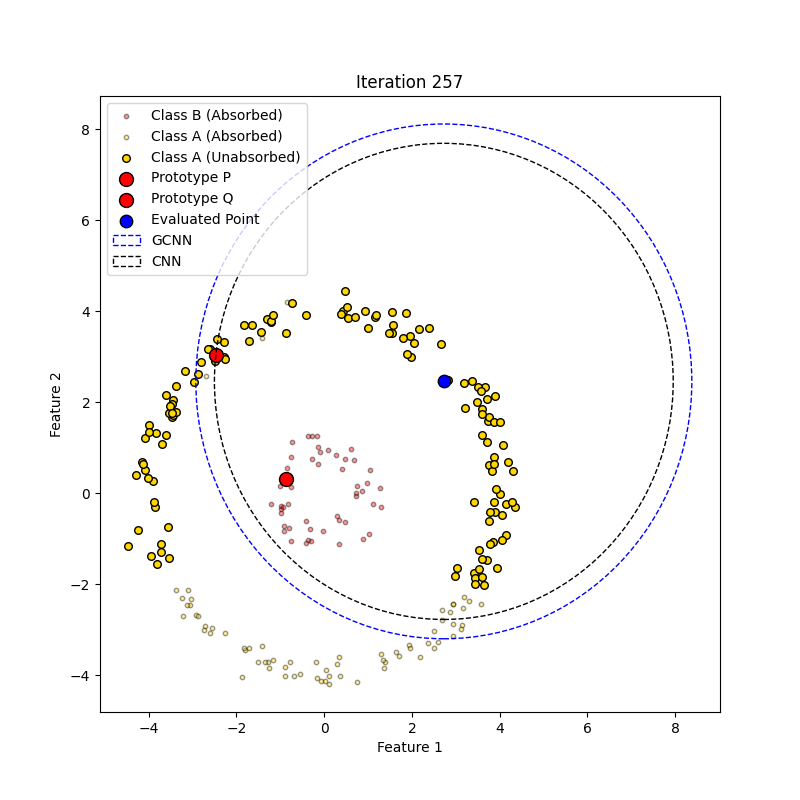 Iteration 257
Class B (Absorbed)
Class A (Absorbed)
Class A (Unabsorbed)
Prototype P
Prototype Q
Evaluated Point
GCNN
CNN
8
6
4
2
0
−2
−4
Feature 2
−4 −2 0 2 4 6 8
Feature 1